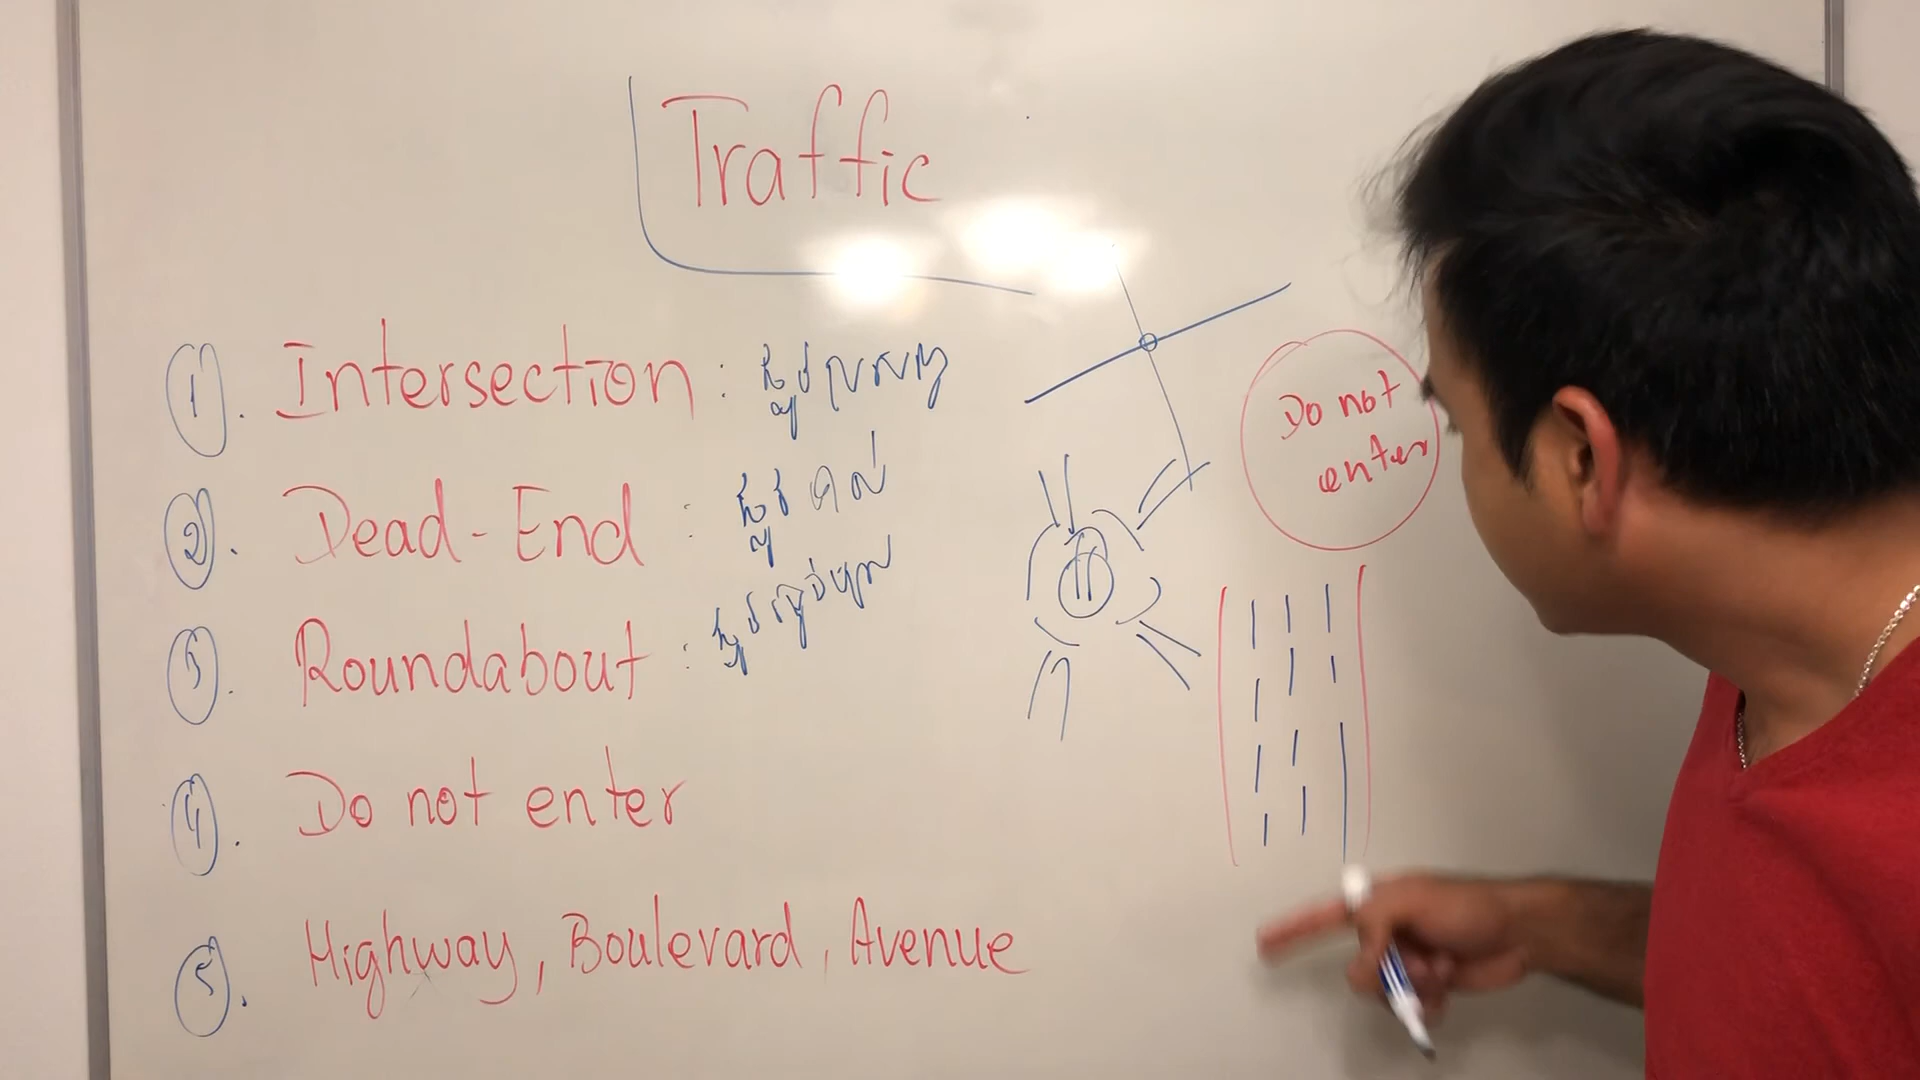 Traffic
1. Intersection :
2. Dead-End :
3. Roundabout :
4. Do not enter
5. Highway, Boulevard, Avenue
Do not
enter